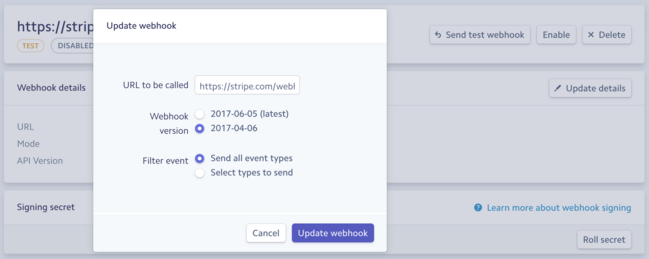 https://strip
TEST
DISABLED
Send test webhook
Enable
Delete
Update webhook
Webhook details
Update details
URL
Mode
API Version
URL to be called
https://stripe.com/webl
Webhook version
2017-06-05 (latest)
2017-04-06
Filter event
Send all event types
Select types to send
Signing secret
Learn more about webhook signing
Cancel
Update webhook
Roll secret